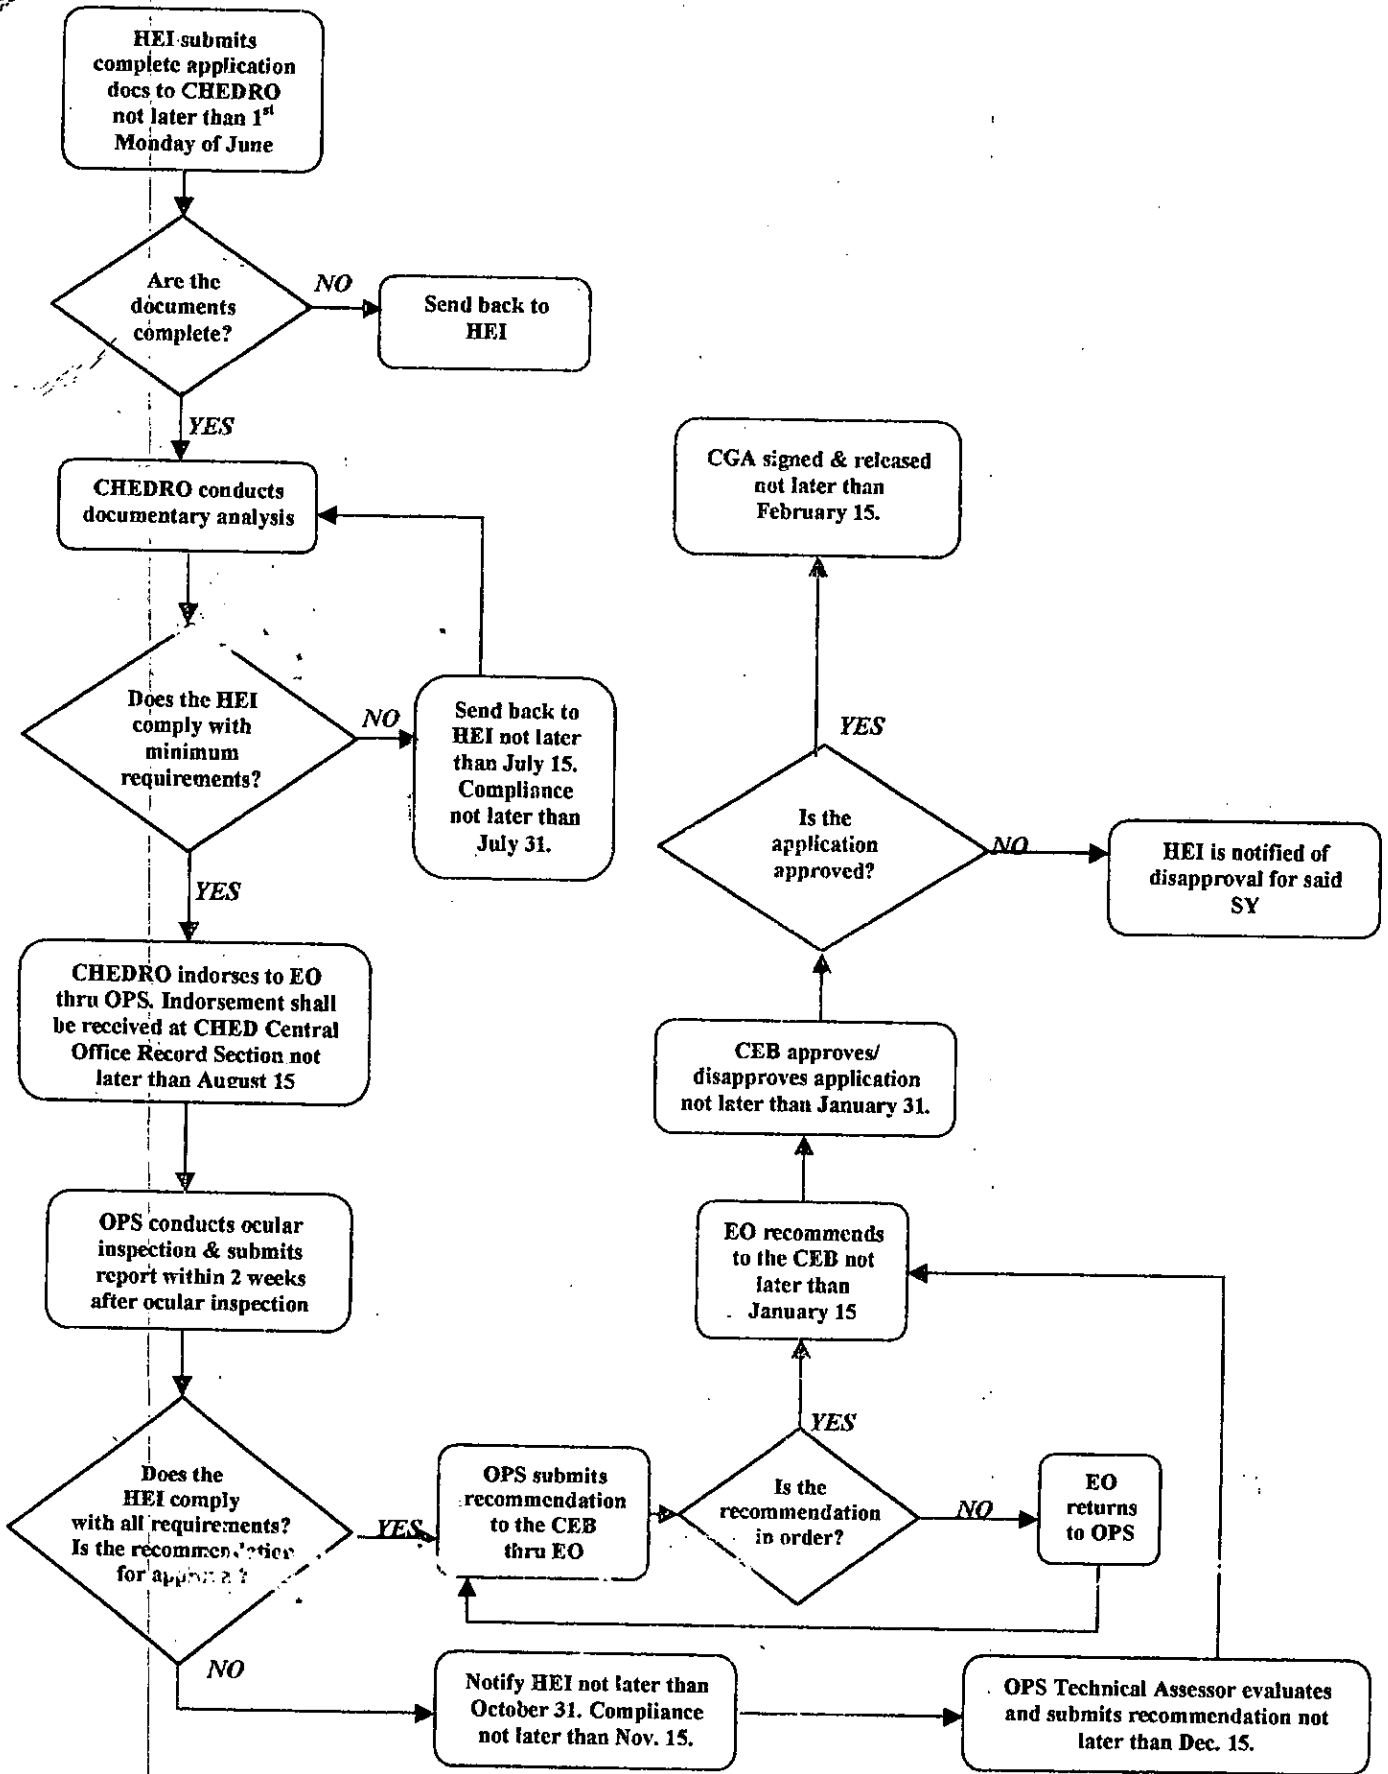 HEI submits
complete application
docs to CHEDRO
not later than 1st
Monday of June
Are the
documents
complete?
NO
Send back to
HEI
YES
CHEDRO conducts
documentary analysis
Does the HEI
comply with
minimum
requirements?
NO
Send back to
HEI not later
than July 15.
Compliance
not later than
July 31.
YES
CHEDRO indorses to EO
thru OPS. Indorsement shall
be received at CHED Central
Office Record Section not
later than August 15
OPS conducts ocular
inspection & submits
report within 2 weeks
after ocular inspection
Does the
HEI comply
with all requirements?
Is the recommendation
for
YES
OPS submits
recommendation
to the CEB
thru EO
Is the
recommendation
in order?
NO
EO
returns
to OPS
YES
EO recommends
to the CEB not
later than
January 15
CEB approves/
disapproves application
not later than January 31.
Is the
application
approved?
NO
HEI is notified of
disapproval for said
SY
YES
CGA signed & released
not later than
February 15.
NO
Notify HEI not later than
October 31. Compliance
not later than Nov. 15.
OPS Technical Assessor evaluates
and submits recommendation not
later than Dec. 15.